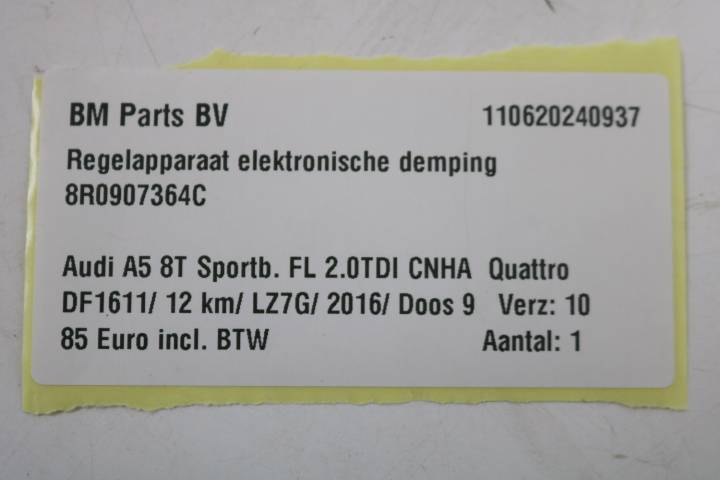 BM Parts BV 110620240937
Regelapparaat elektronische demping
8R0907364C
Audi A5 8T Sportb. FL 2.0TDI CNHA Quattro
DF1611/ 12 km/ LZ7G/ 2016/ Doos 9 Verz: 10
85 Euro incl. BTW Aantal: 1